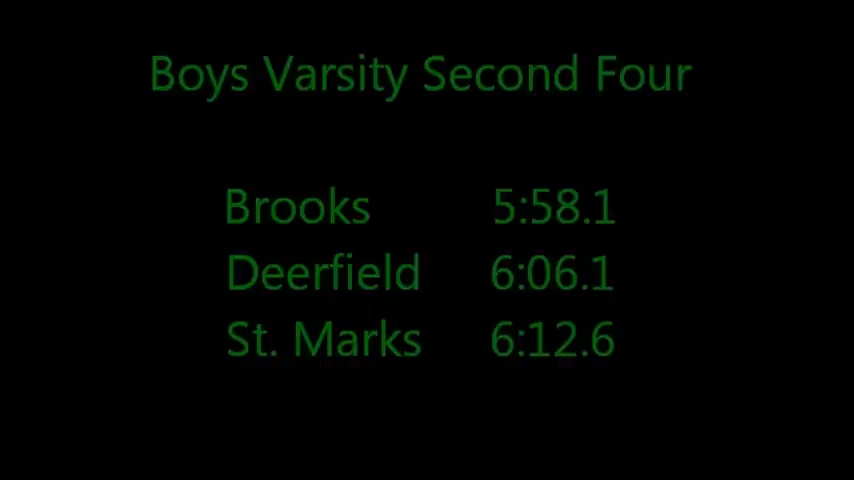 Boys Varsity Second Four
Brooks 5:58.1
Deerfield 6:06.1
St. Marks 6:12.6